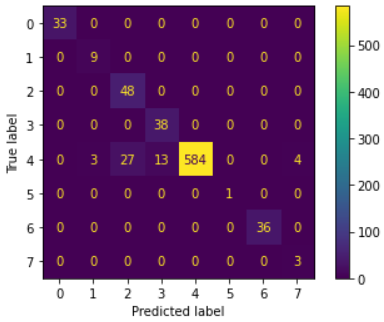 True label
0 33 0 0 0 0 0 0 0
1 0 9 0 0 0 0 0 0
2 0 0 48 0 0 0 0 0
3 0 0 0 38 0 0 0 0
4 0 3 27 13 584 0 0 4
5 0 0 0 0 0 1 0 0
6 0 0 0 0 0 0 36 0
7 0 0 0 0 0 0 0 3
0 1 2 3 4 5 6 7
Predicted label
500
400
300
200
100
0